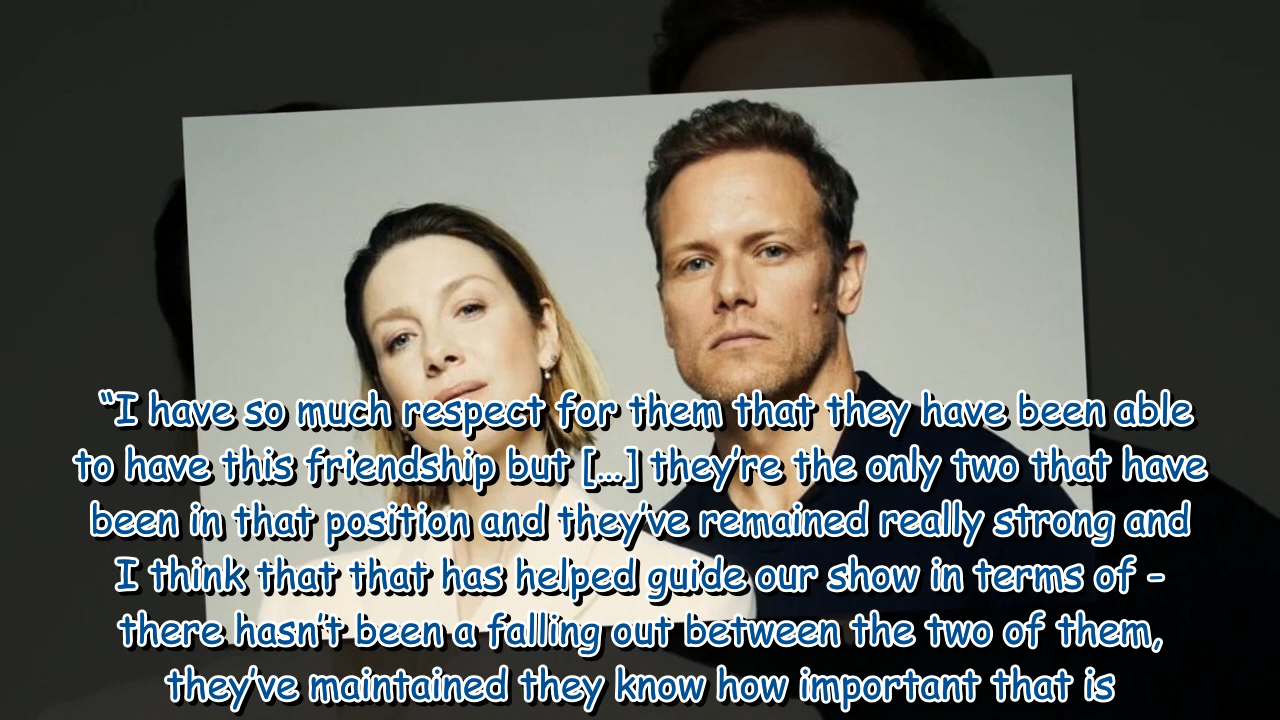 “I have so much respect for them that they have been able
to have this friendship but [...] they’re the only two that have
been in that position and they’ve remained really strong and
I think that that has helped guide our show in terms of -
there hasn’t been a falling out between the two of them,
they’ve maintained they know how important that is